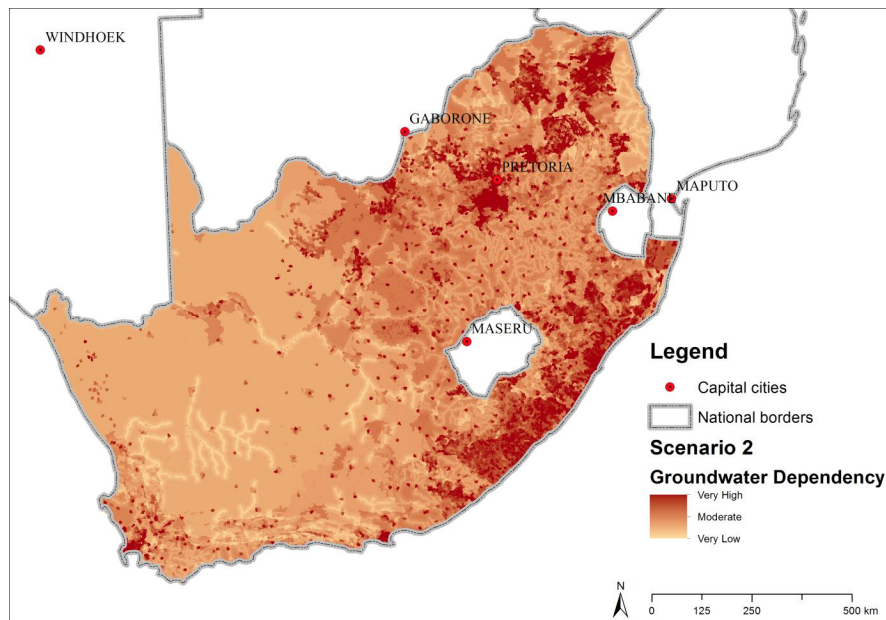 WINDHOEK
GABORONE
PRETORIA
MBABANE
MAPUTO
MASERU
Legend
Capital cities
National borders
Scenario 2
Groundwater Dependency
Very High
Moderate
Very Low
N
0 125 250 500 km